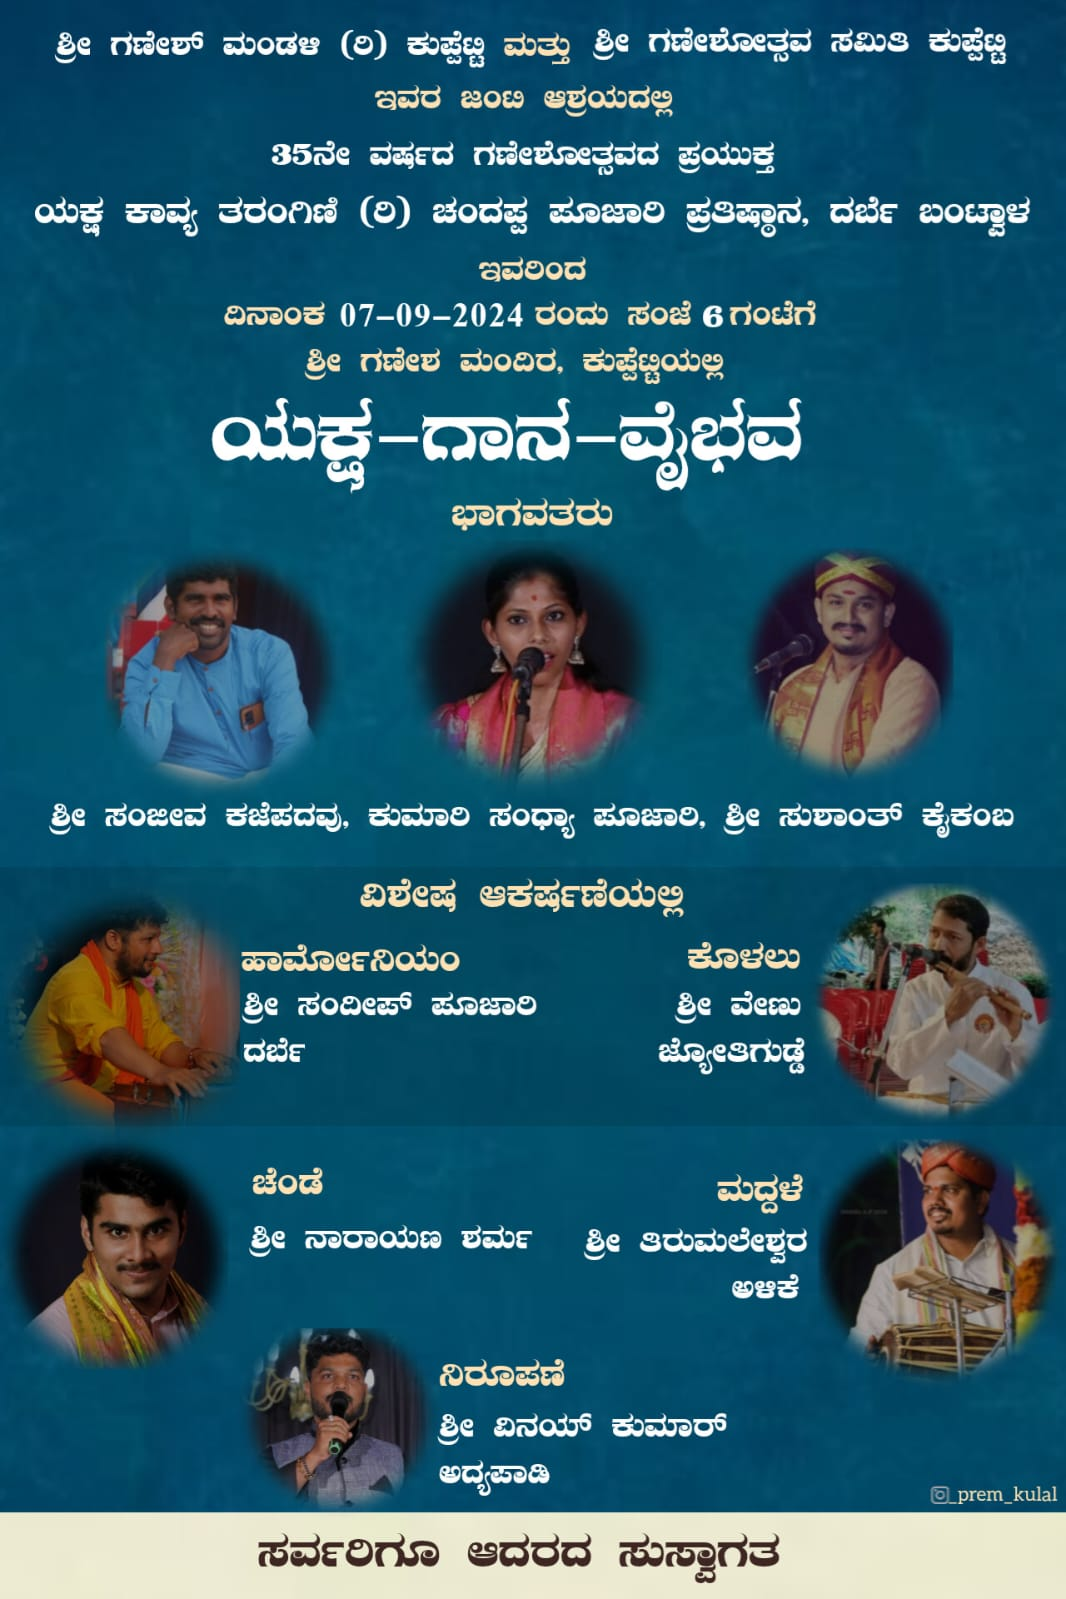 ಶ್ರೀ ಗಣೇಶ್ ಮಂಡಳಿ (ರಿ) ಕುಪ್ಪೆಟ್ಟಿ ಮತ್ತು ಶ್ರೀ ಗಣೇಶೋತ್ಸವ ಸಮಿತಿ ಕುಪ್ಪೆಟ್ಟಿ
ಇವರ ಜಂಟಿ ಆಶ್ರಯದಲ್ಲಿ
35ನೇ ವರ್ಷದ ಗಣೇಶೋತ್ಸವದ ಪ್ರಯುಕ್ತ
ಯಕ್ಷ ಕಾವ್ಯ ತರಂಗಿಣಿ (ರಿ) ಚಂದಪ್ಪ ಪೂಜಾರಿ ಪ್ರತಿಷ್ಠಾನ, ದರ್ಬೆ ಬಂಟ್ವಾಳ
ಇವರಿಂದ
ದಿನಾಂಕ 07-09-2024 ರಂದು ಸಂಜೆ 6 ಗಂಟೆಗೆ
ಶ್ರೀ ಗಣೇಶ ಮಂದಿರ, ಕುಪ್ಪೆಟ್ಟಿಯಲ್ಲಿ
ಯಕ್ಷ-ಗಾನ-ವೈಭವ
ಭಾಗವತರು
ಶ್ರೀ ಸಂಜೀವ ಕಜೆಪದವು, ಕುಮಾರಿ ಸಂಧ್ಯಾ ಪೂಜಾರಿ, ಶ್ರೀ ಸುಶಾಂತ್ ಕೈಕಂಬ
ವಿಶೇಷ ಆಕರ್ಷಣೆಯಲ್ಲಿ
ಹಾರ್ಮೋನಿಯಂ
ಶ್ರೀ ಸಂದೀಪ್ ಪೂಜಾರಿ
ದರ್ಬೆ
ಕೊಳಲು
ಶ್ರೀ ವೇಣು
ಜ್ಯೋತಿಗುಡ್ಡೆ
ಚೆಂಡೆ
ಶ್ರೀ ನಾರಾಯಣ ಶರ್ಮ
ಮದ್ದಳೆ
ಶ್ರೀ ತಿರುಮಲೇಶ್ವರ
ಅಳಿಕೆ
ನಿರೂಪಣೆ
ಶ್ರೀ ವಿನಯ್ ಕುಮಾರ್
ಅದ್ಯಪಾಡಿ
_prem_kulal
ಸರ್ವರಿಗೂ ಆದರದ ಸುಸ್ವಾಗತ